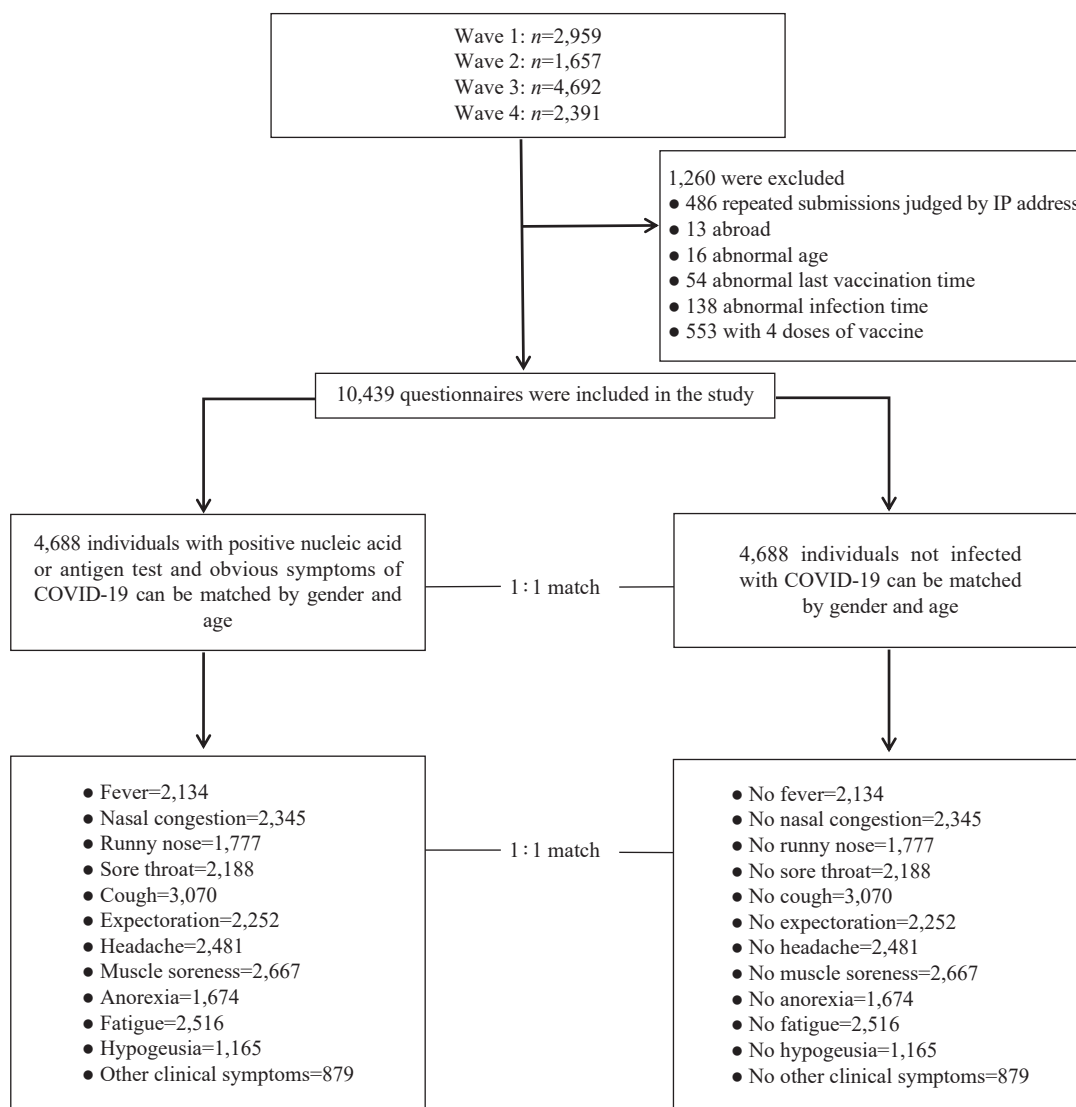 Wave 1: n=2,959
Wave 2: n=1,657
Wave 3: n=4,692
Wave 4: n=2,391
1,260 were excluded
● 486 repeated submissions judged by IP address
● 13 abroad
● 16 abnormal age
● 54 abnormal last vaccination time
● 138 abnormal infection time
● 553 with 4 doses of vaccine
10,439 questionnaires were included in the study
4,688 individuals with positive nucleic acid
or antigen test and obvious symptoms of
COVID-19 can be matched by gender and
age
1∶1 match
4,688 individuals not infected
with COVID-19 can be matched
by gender and age
● Fever=2,134
● Nasal congestion=2,345
● Runny nose=1,777
● Sore throat=2,188
● Cough=3,070
● Expectoration=2,252
● Headache=2,481
● Muscle soreness=2,667
● Anorexia=1,674
● Fatigue=2,516
● Hypogeusia=1,165
● Other clinical symptoms=879
1∶1 match
● No fever=2,134
● No nasal congestion=2,345
● No runny nose=1,777
● No sore throat=2,188
● No cough=3,070
● No expectoration=2,252
● No headache=2,481
● No muscle soreness=2,667
● No anorexia=1,674
● No fatigue=2,516
● No hypogeusia=1,165
● No other clinical symptoms=879